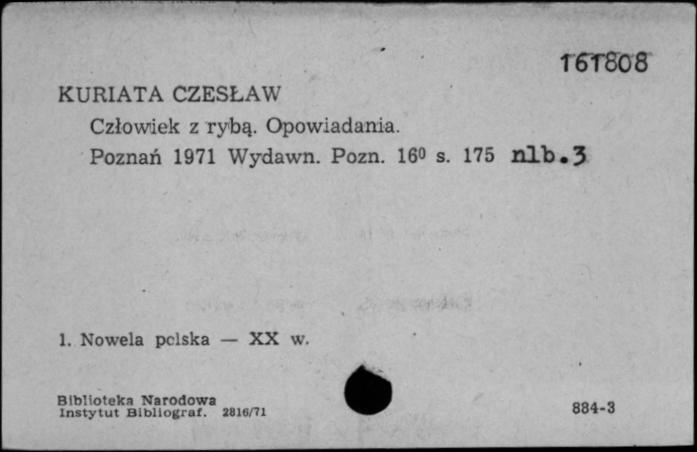 161808
KURIATA CZESŁAW
Człowiek z rybą. Opowiadania.
Poznań 1971 Wydawn. Pozn. 16⁰ s. 175 nlb.3
1. Nowela polska — XX w.
Biblioteka Narodowa
Instytut Bibliograf. 2816/71
884-3